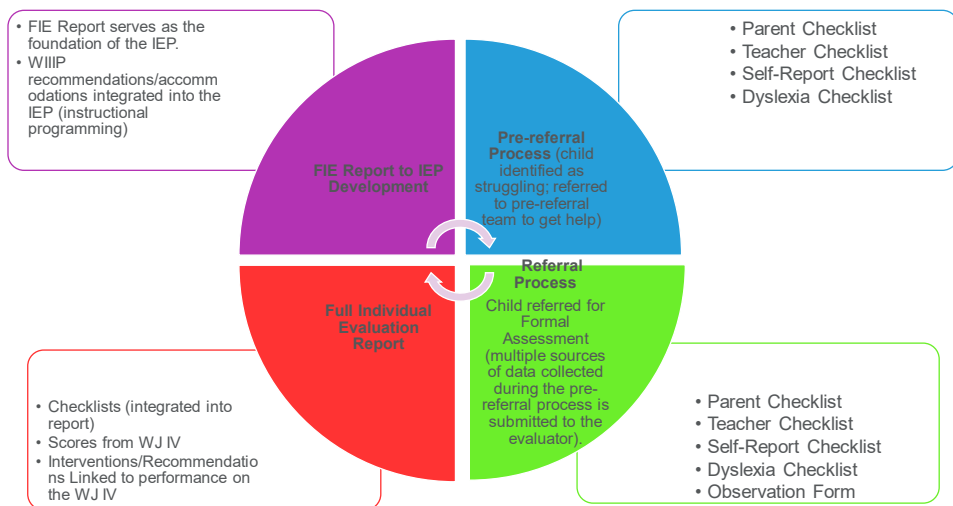 • FIE Report serves as the
foundation of the IEP.
• WIIIP
recommendations/accomm
odations integrated into the
IEP (instructional
programming)
• Parent Checklist
• Teacher Checklist
• Self-Report Checklist
• Dyslexia Checklist
FIE Report to IEP
Development
Pre-referral
Process (child
identified as
struggling; referred
to pre-referral
team to get help)
Full Individual
Evaluation
Report
Referral
Process
Child referred for
Formal
Assessment
(multiple sources
of data collected
during the pre-
referral process is
submitted to the
evaluator).
• Checklists (integrated into
report)
• Scores from WJ IV
• Interventions/Recommendatio
ns Linked to performance on
the WJ IV
• Parent Checklist
• Teacher Checklist
• Self-Report Checklist
• Dyslexia Checklist
• Observation Form